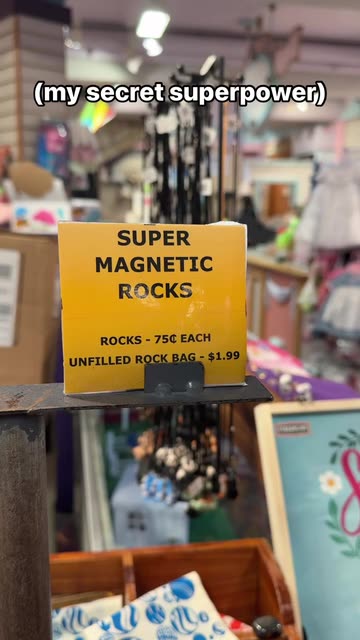 (my secret superpower)
SUPER
MAGNETIC
ROCKS
ROCKS - 75¢ EACH
UNFILLED ROCK BAG - $1.99